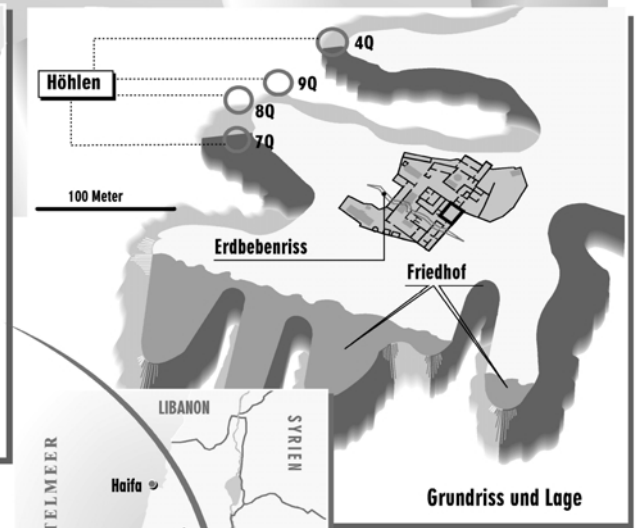 4Q
Höhlen
9Q
8Q
7Q
100 Meter
Erdbebenriss
Friedhof
LIBANON
SYRIEN
TELMEER
Haifa
Grundriss und Lage